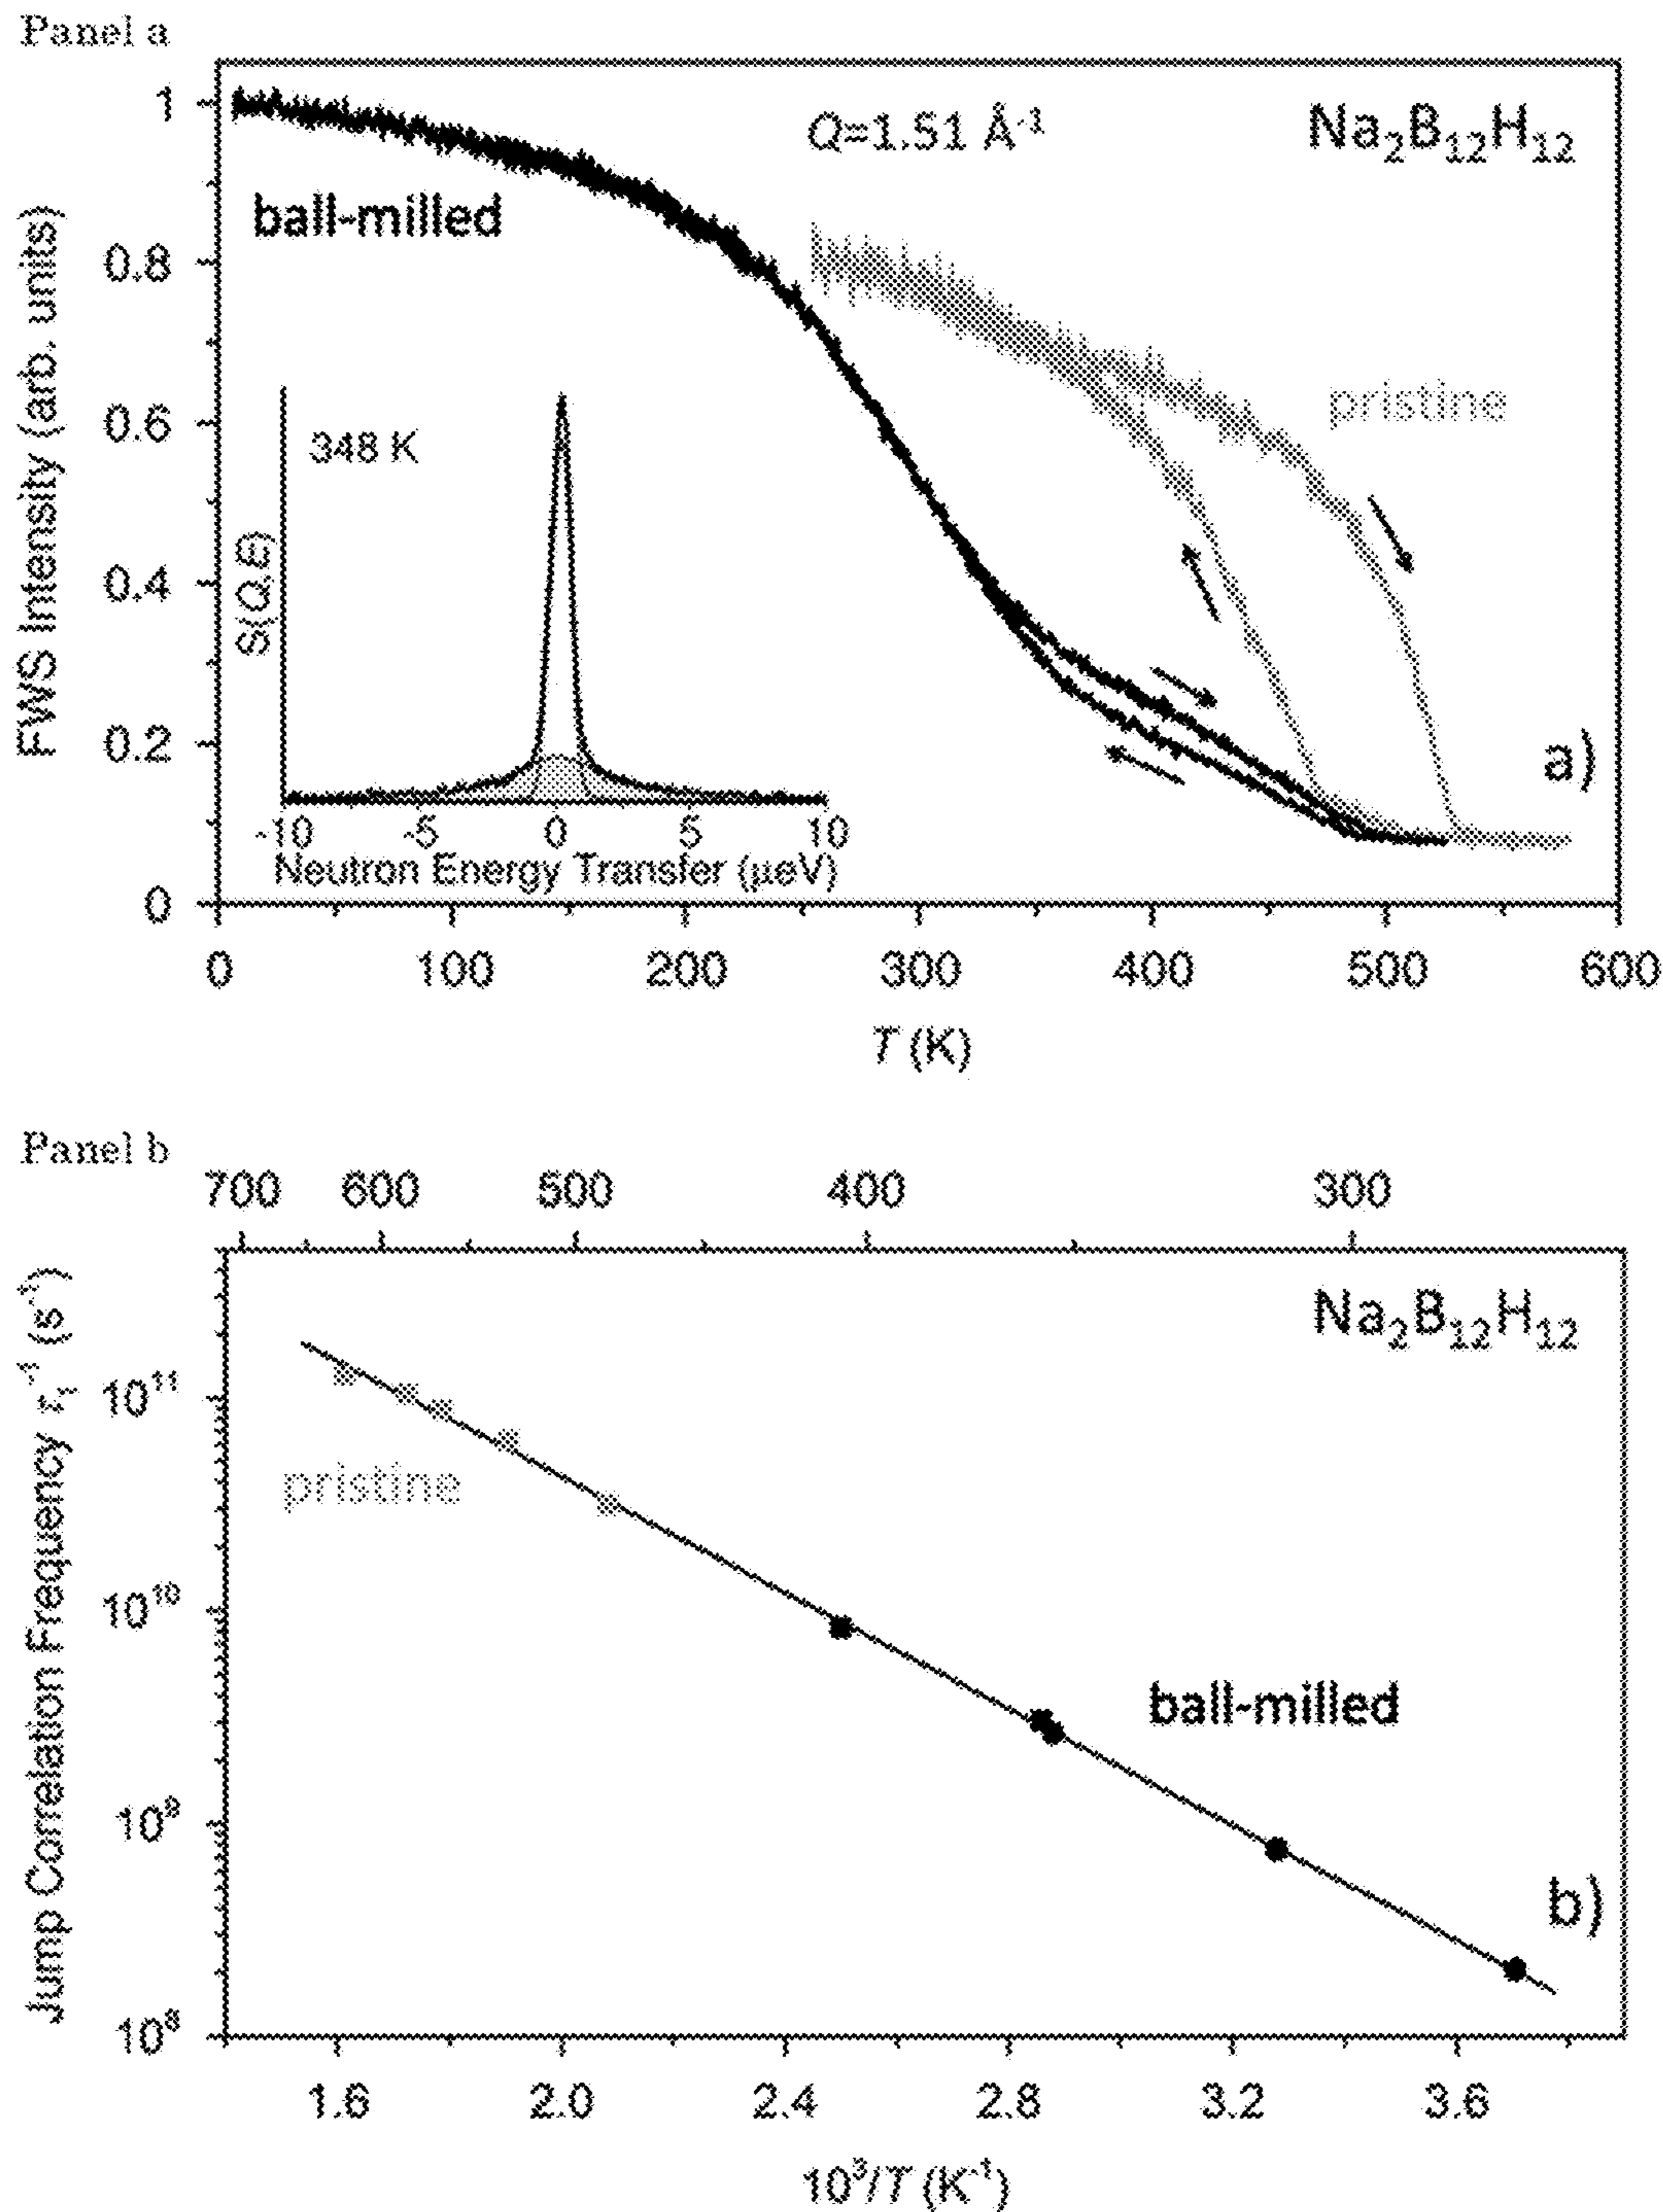 Panel a
Q=1.51 Å⁻¹
Na₂B₁₂H₁₂
ball-milled
pristine
348 K
S(Q,E)
-10 -5 0 5 10
Neutron Energy Transfer (μeV)
a)
FWS Intensity (arb. units)
1
0.8
0.6
0.4
0.2
0
0 100 200 300 400 500 600
T (K)
Panel b
700 600 500 400 300
Na₂B₁₂H₁₂
pristine
ball-milled
b)
Jump Correlation Frequency τ₁⁻¹ (s⁻¹)
10¹¹
10¹⁰
10⁹
10⁸
1.6 2.0 2.4 2.8 3.2 3.6
10³/T (K⁻¹)